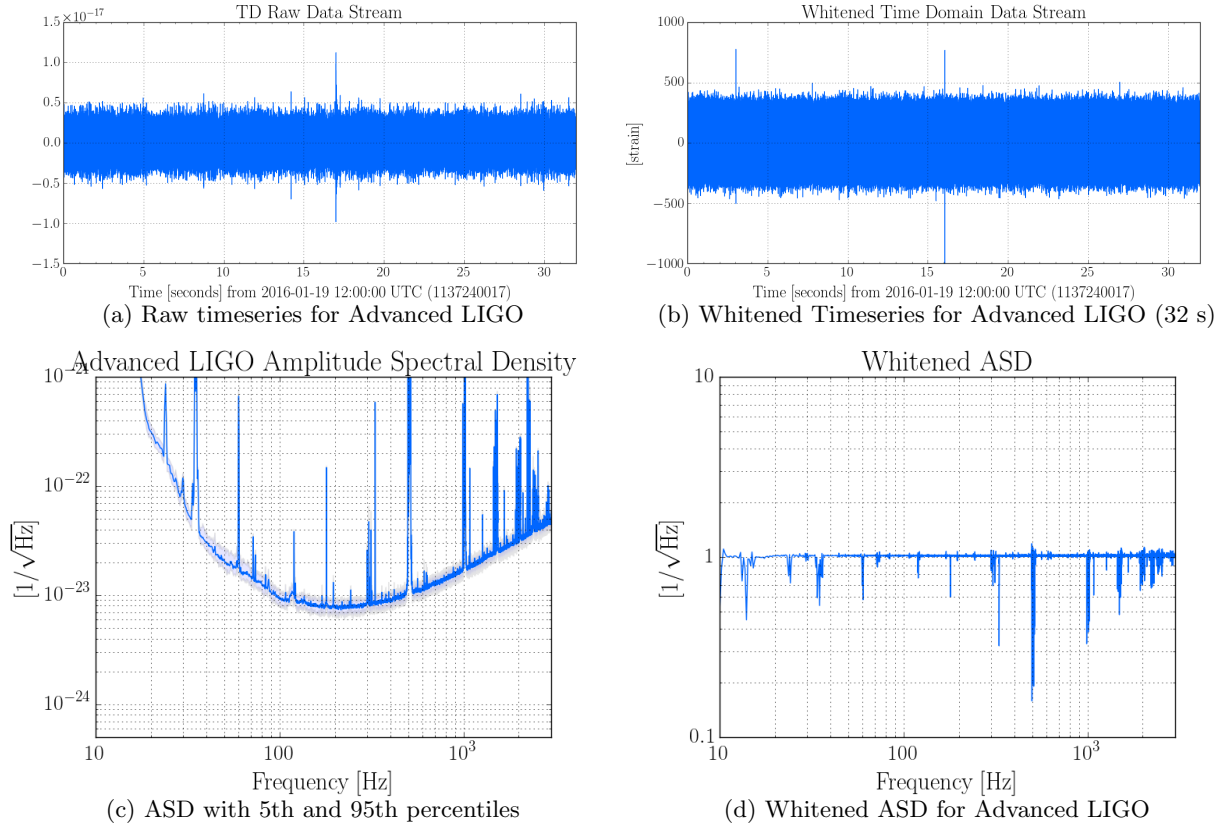 TD Raw Data Stream
1.5 ×10⁻¹⁷
1.0
0.5
0.0
−0.5
−1.0
−1.5
0 5 10 15 20 25 30
Time [seconds] from 2016-01-19 12:00:00 UTC (1137240017)
(a) Raw timeseries for Advanced LIGO
Whitened Time Domain Data Stream
[strain]
1000
500
0
−500
−1000
0 5 10 15 20 25 30
Time [seconds] from 2016-01-19 12:00:00 UTC (1137240017)
(b) Whitened Timeseries for Advanced LIGO (32 s)
Advanced LIGO Amplitude Spectral Density
[1/√Hz]
10⁻²¹
10⁻²²
10⁻²³
10⁻²⁴
10 100 10³
Frequency [Hz]
(c) ASD with 5th and 95th percentiles
Whitened ASD
[1/√Hz]
10
1
0.1
10 100 10³
Frequency [Hz]
(d) Whitened ASD for Advanced LIGO